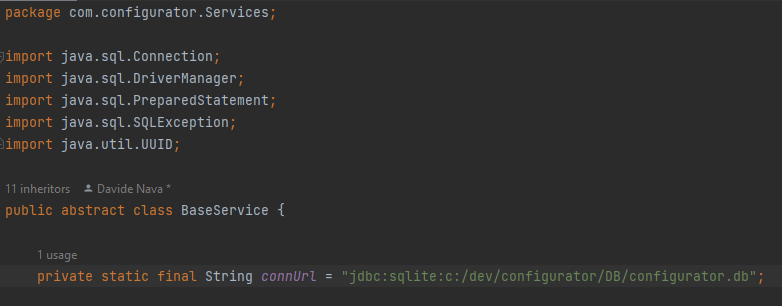 package com.configurator.Services;
import java.sql.Connection;
import java.sql.DriverManager;
import java.sql.PreparedStatement;
import java.sql.SQLException;
import java.util.UUID;
11 inheritors Davide Nava *
public abstract class BaseService {
1 usage
private static final String connUrl = "jdbc:sqlite:c:/dev/configurator/DB/configurator.db";